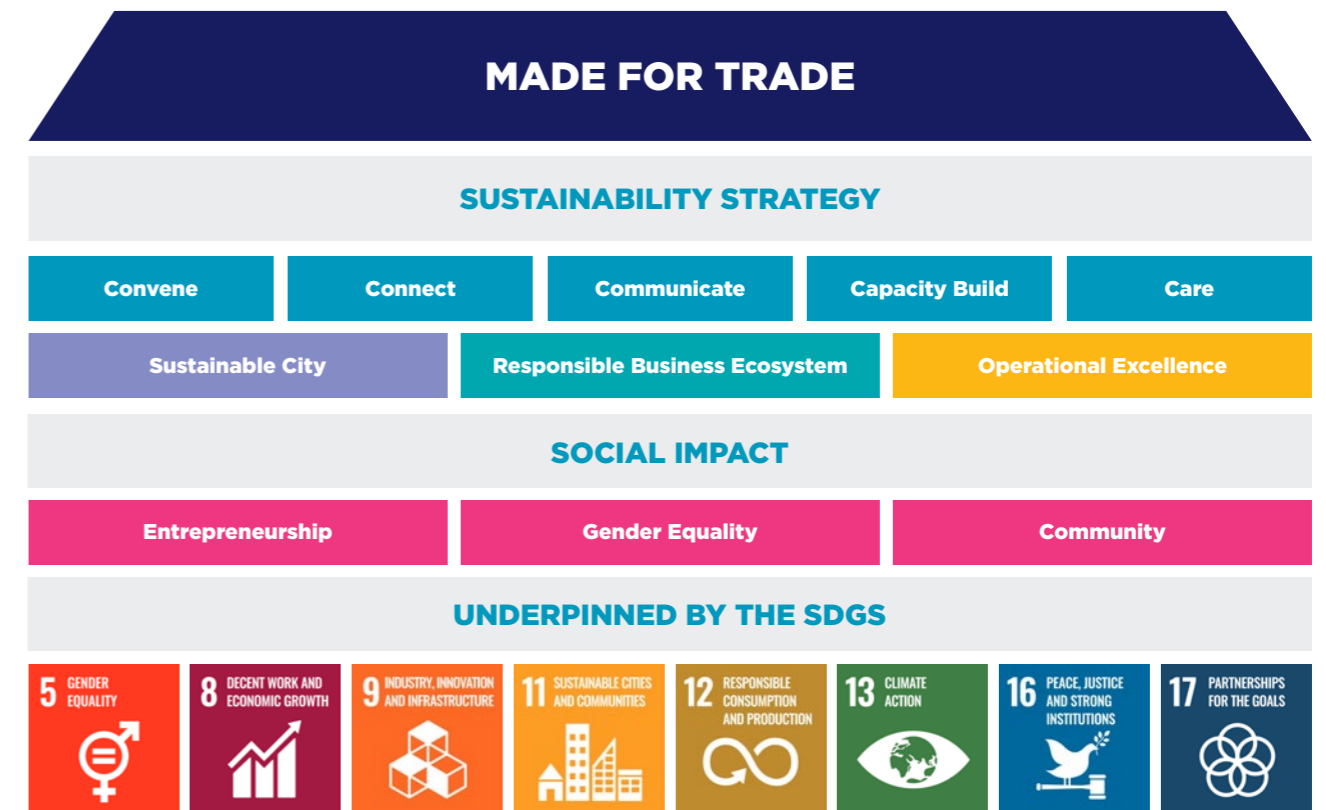 MADE FOR TRADE
SUSTAINABILITY STRATEGY
Convene
Connect
Communicate
Capacity Build
Care
Sustainable City
Responsible Business Ecosystem
Operational Excellence
SOCIAL IMPACT
Entrepreneurship
Gender Equality
Community
UNDERPINNED BY THE SDGS
5 GENDER
EQUALITY
8 DECENT WORK AND
ECONOMIC GROWTH
9 INDUSTRY, INNOVATION
AND INFRASTRUCTURE
11 SUSTAINABLE CITIES
AND COMMUNITIES
12 RESPONSIBLE
CONSUMPTION
AND PRODUCTION
13 CLIMATE
ACTION
16 PEACE, JUSTICE
AND STRONG
INSTITUTIONS
17 PARTNERSHIPS
FOR THE GOALS